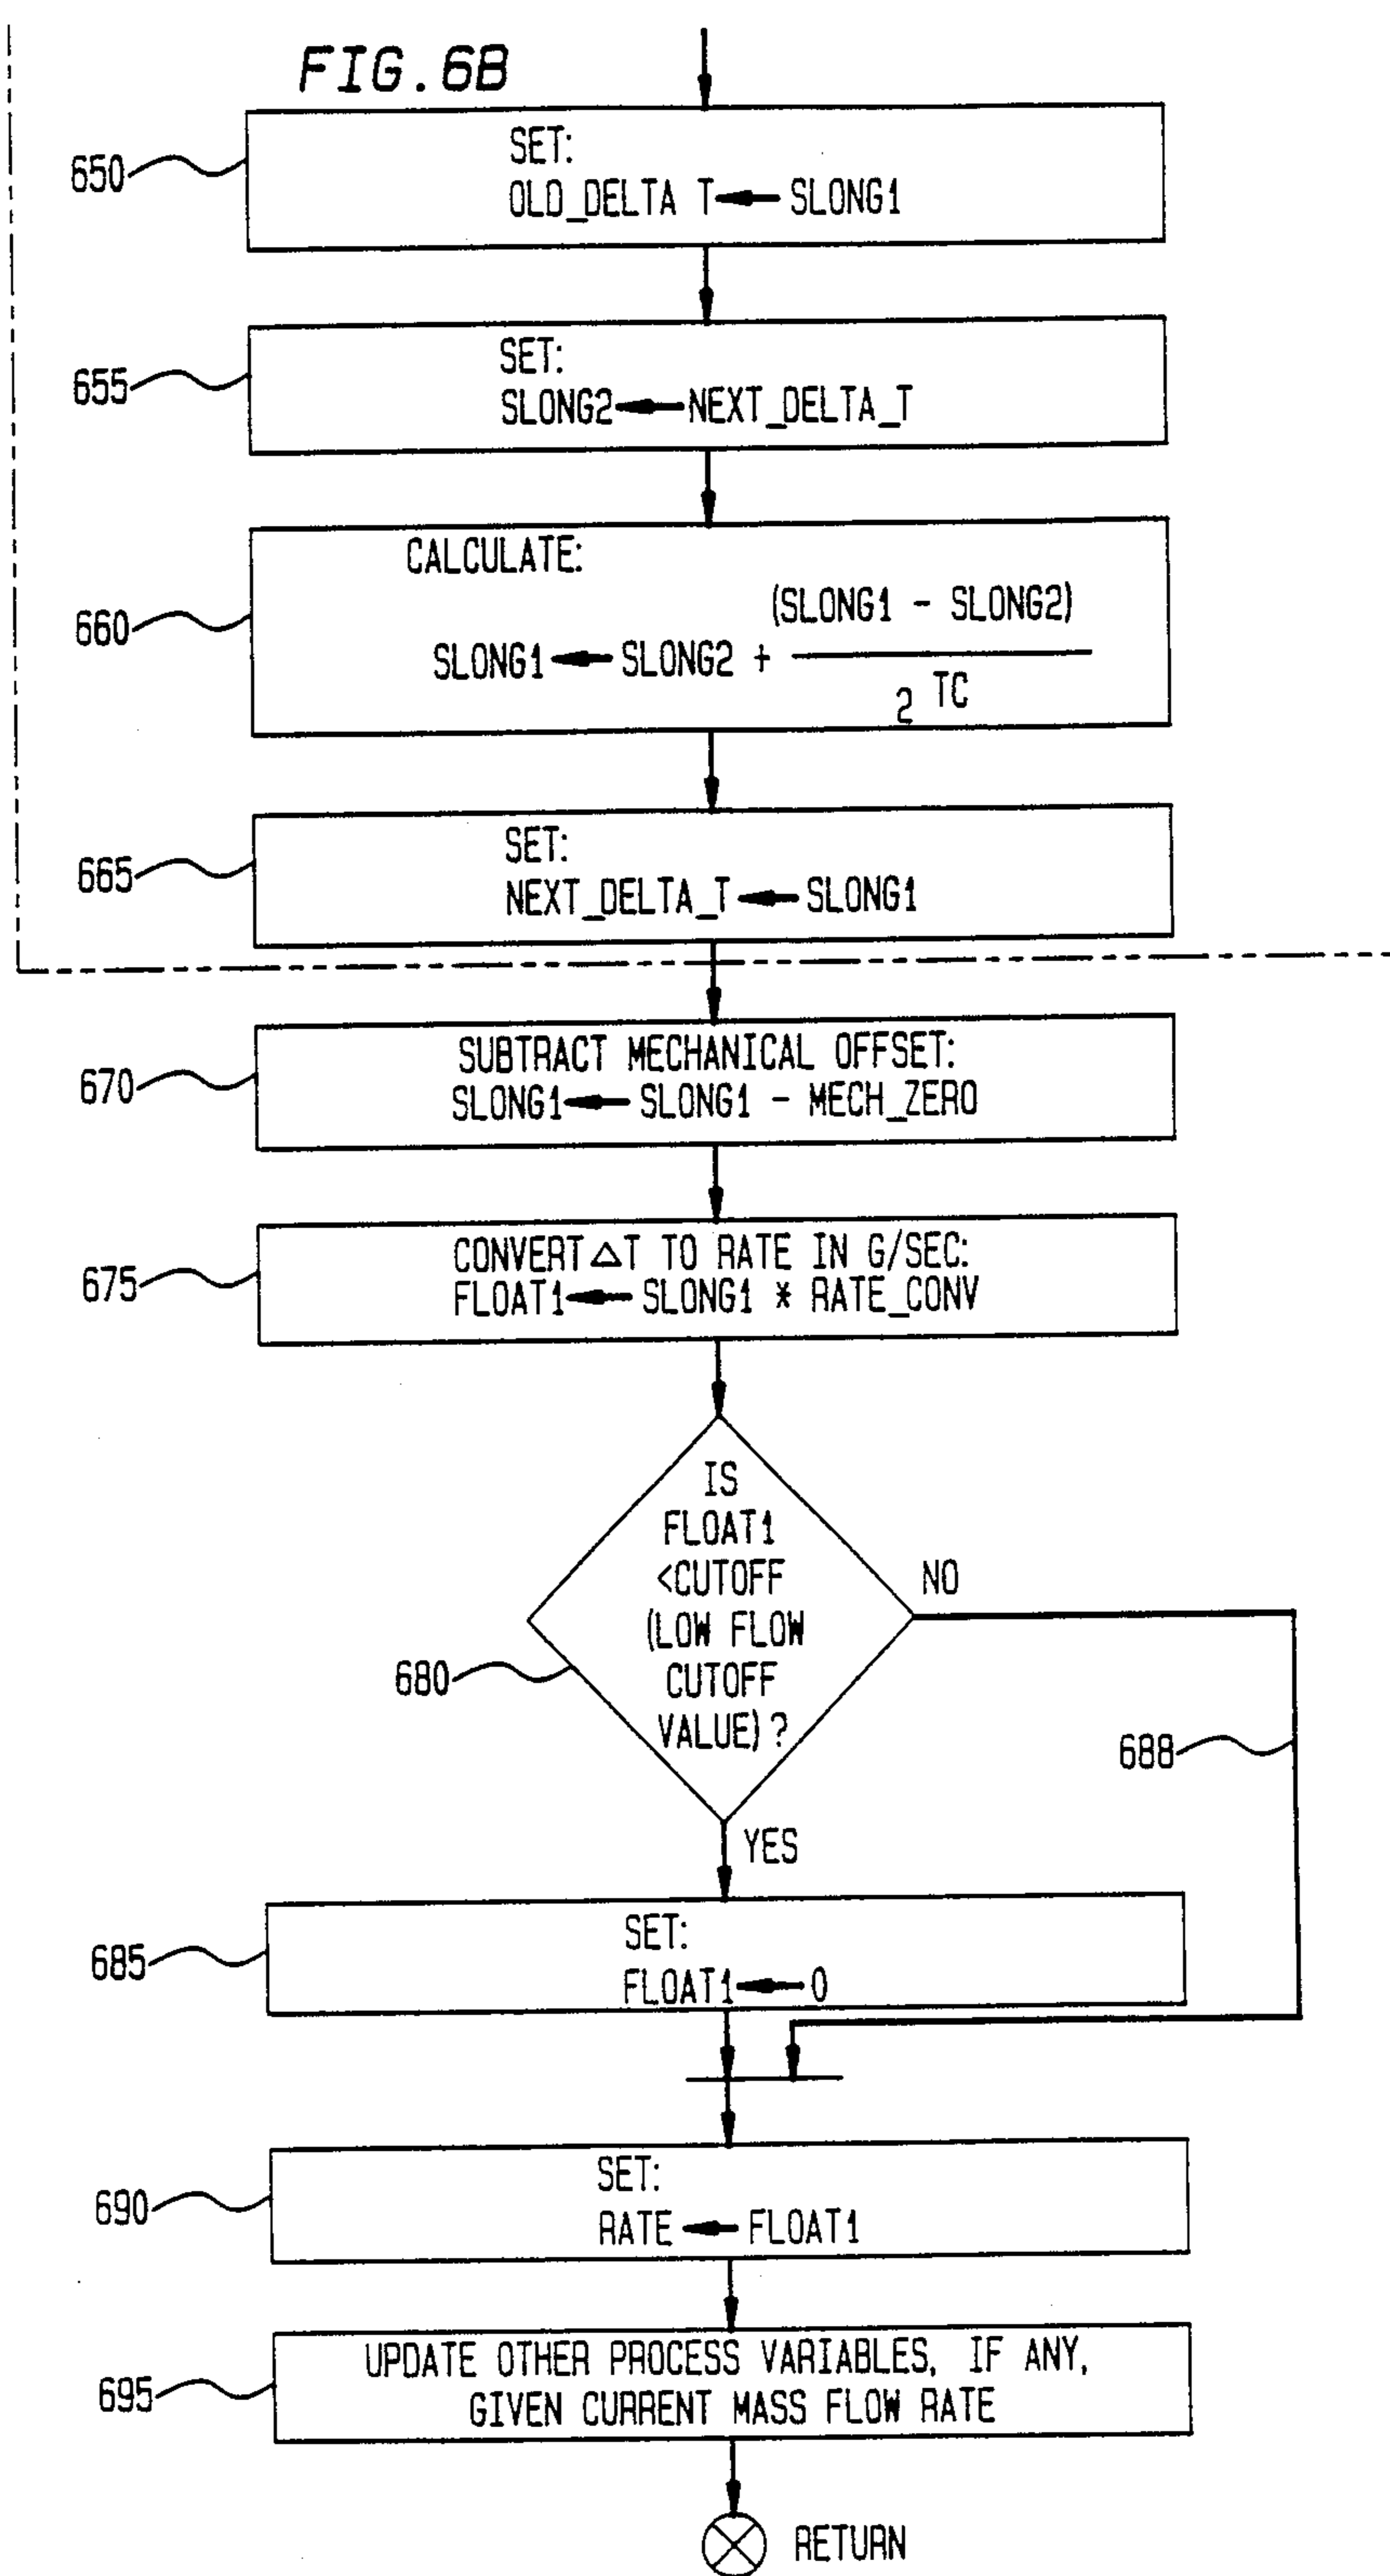 FIG.6B
650
SET:
OLD_DELTA T← SLONG1
655
SET:
SLONG2←NEXT_DELTA_T
660
CALCULATE:
(SLONG1 - SLONG2)
SLONG1← SLONG2 +
2 TC
665
SET:
NEXT_DELTA_T← SLONG1
670
SUBTRACT MECHANICAL OFFSET:
SLONG1← SLONG1 - MECH_ZERO
675
CONVERT△T TO RATE IN G/SEC:
FLOAT1← SLONG1 * RATE_CONV
680
IS
FLOAT1
<CUTOFF
(LOW FLOW
CUTOFF
VALUE)?
NO
688
YES
685
SET:
FLOAT1←0
690
SET:
RATE ← FLOAT1
695
UPDATE OTHER PROCESS VARIABLES, IF ANY,
GIVEN CURRENT MASS FLOW RATE
RETURN